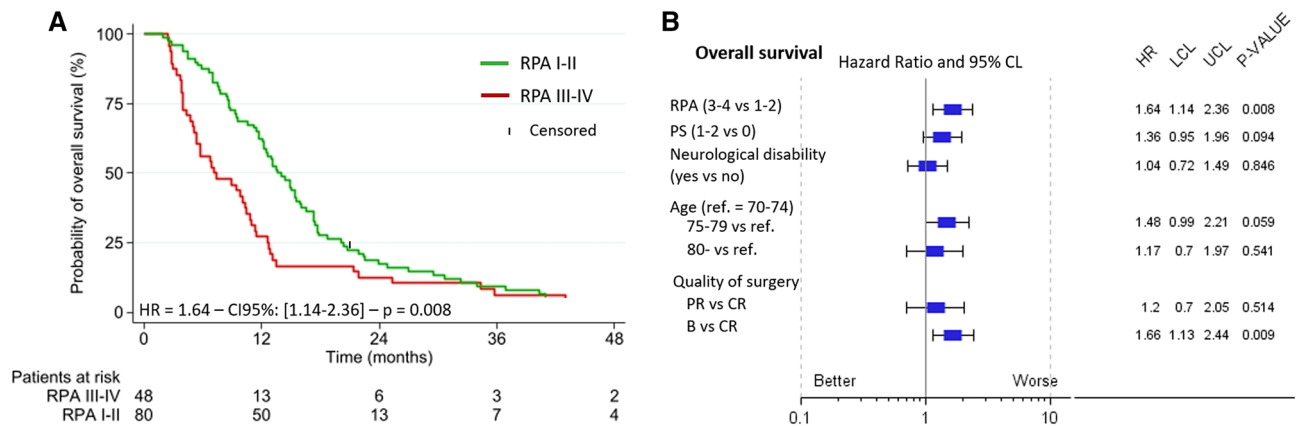 A
Probability of overall survival (%)
100
75
50
25
0
RPA I-II
RPA III-IV
Censored
HR = 1.64 – CI95%: [1.14-2.36] – p = 0.008
0 12 24 36 48
Time (months)
Patients at risk
RPA III-IV 48 13 6 3 2
RPA I-II 80 50 13 7 4
B
Overall survival
Hazard Ratio and 95% CL
HR LCL UCL P-VALUE
RPA (3-4 vs 1-2) 1.64 1.14 2.36 0.008
PS (1-2 vs 0) 1.36 0.95 1.96 0.094
Neurological disability
(yes vs no) 1.04 0.72 1.49 0.846
Age (ref. = 70-74)
75-79 vs ref. 1.48 0.99 2.21 0.059
80- vs ref. 1.17 0.7 1.97 0.541
Quality of surgery
PR vs CR 1.2 0.7 2.05 0.514
B vs CR 1.66 1.13 2.44 0.009
Better Worse
0.1 1 10